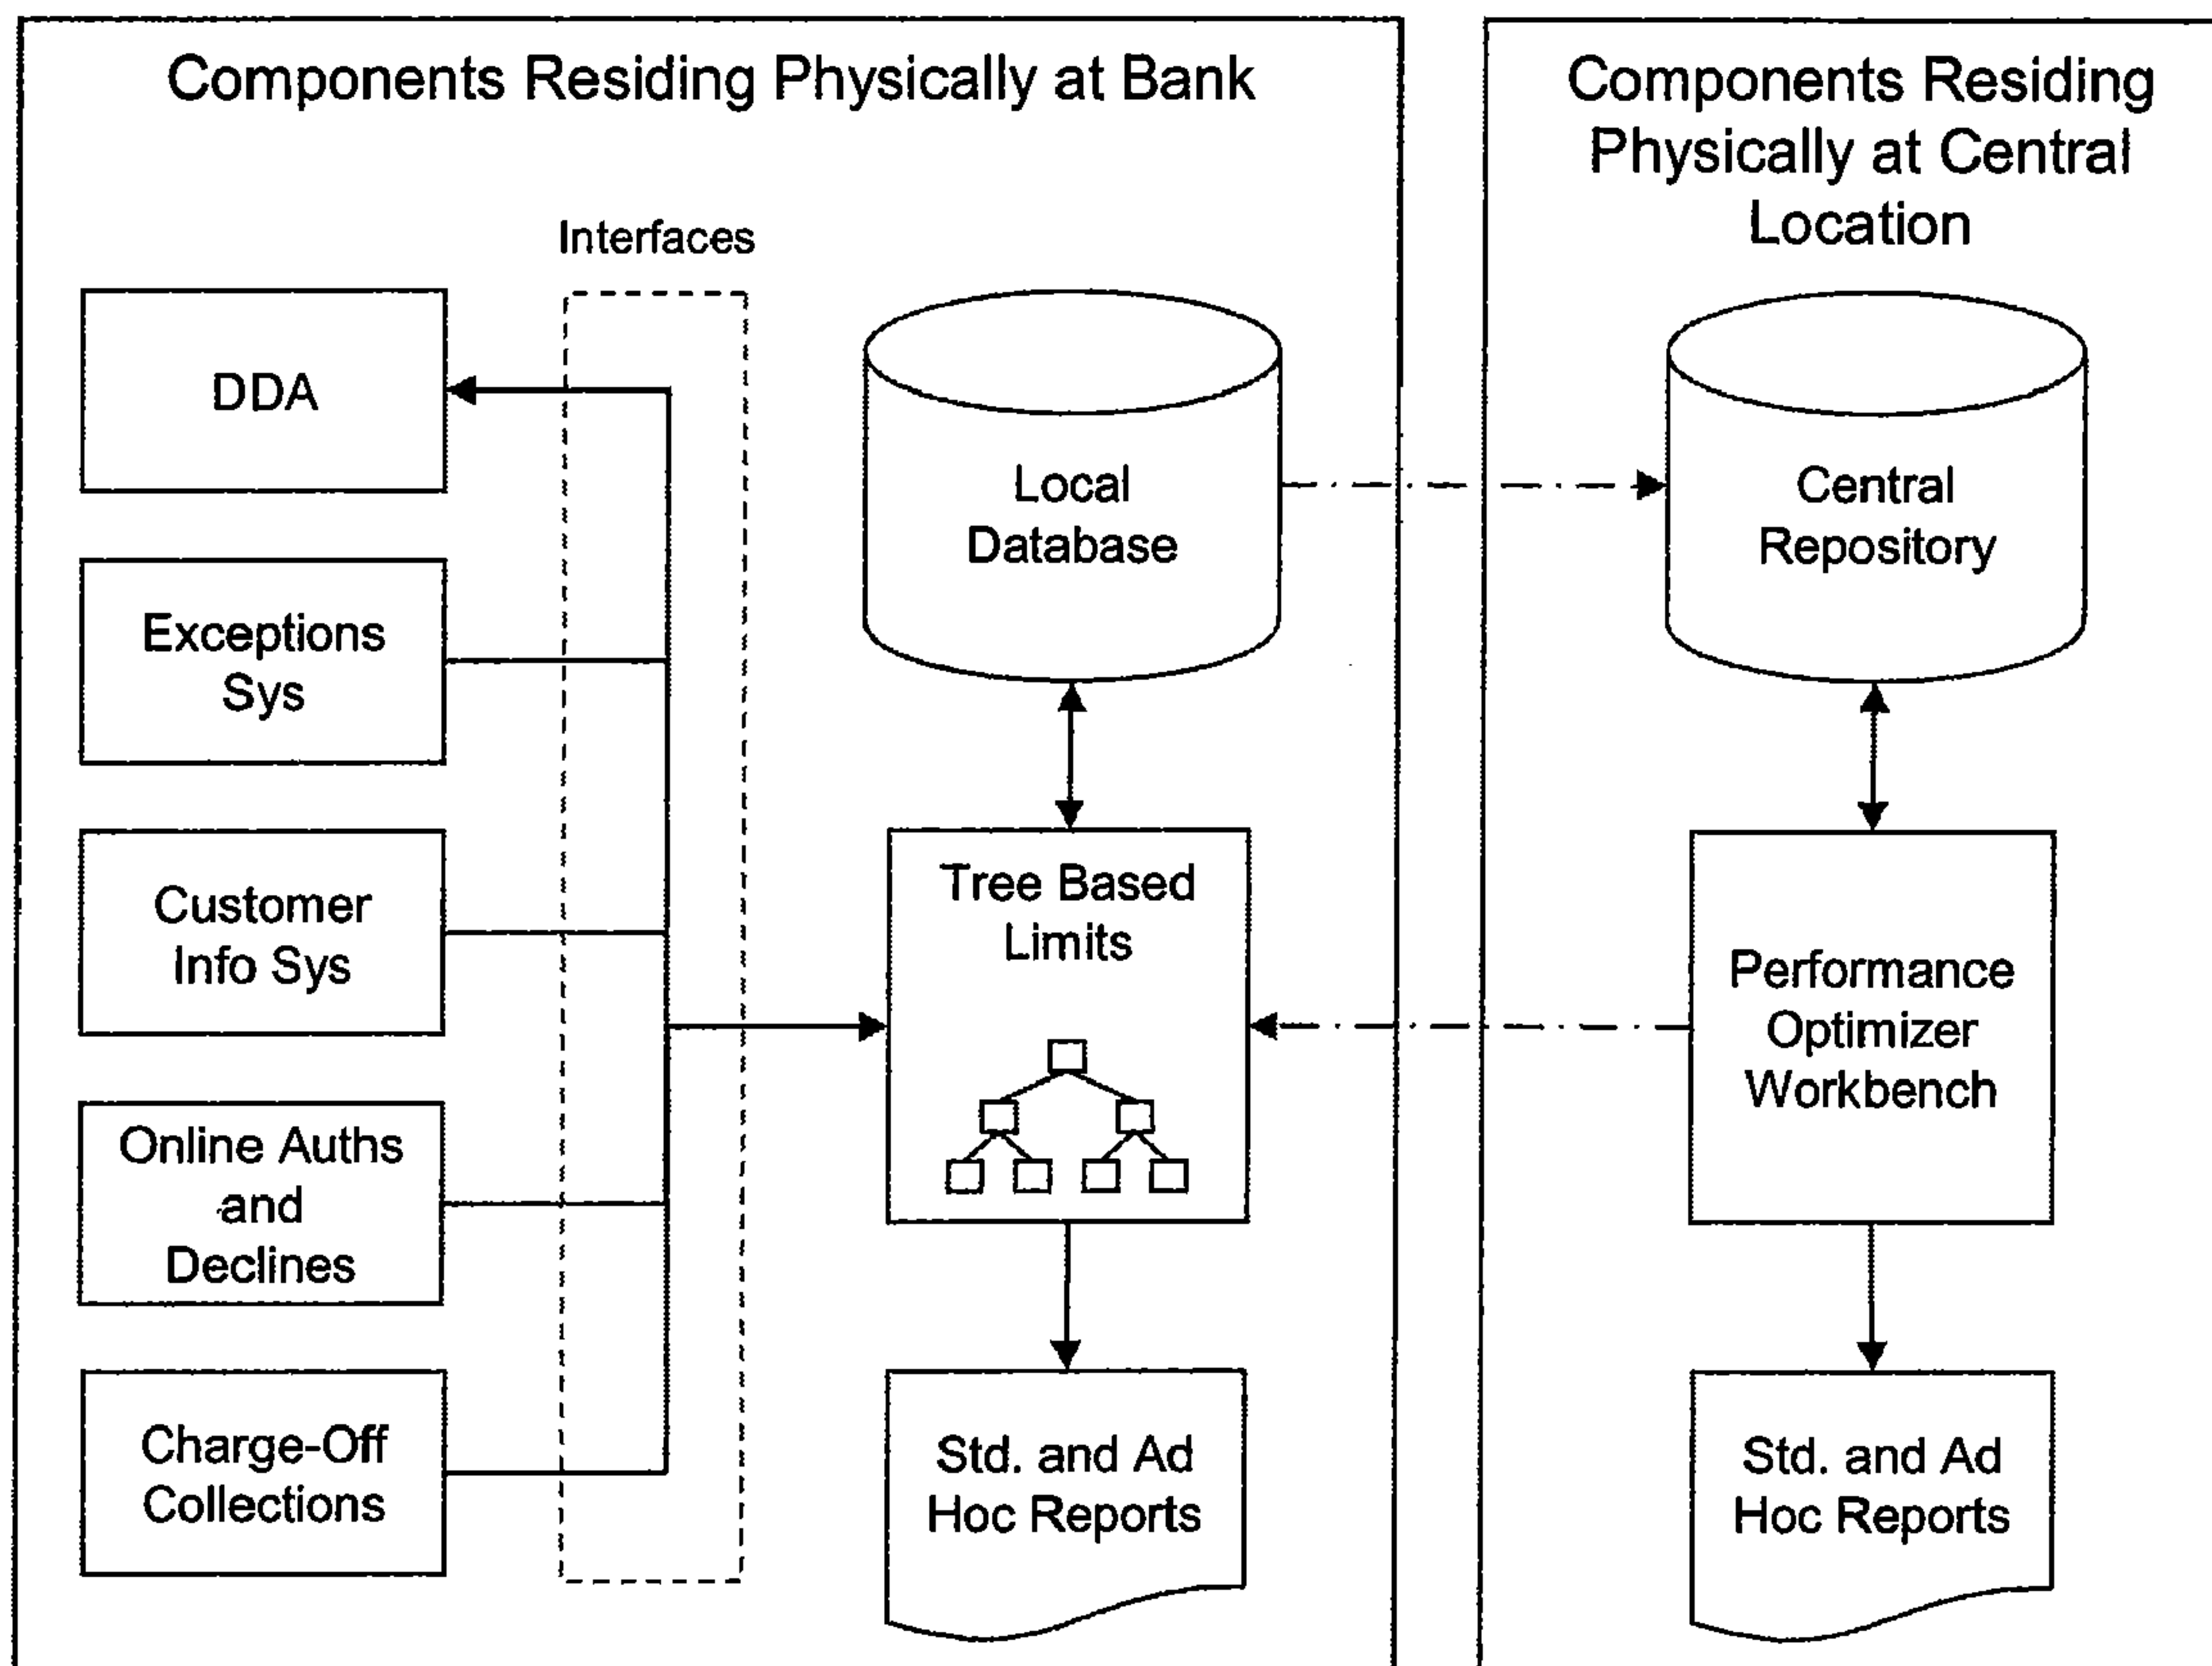 Components Residing Physically at Bank
Interfaces
DDA
Exceptions
Sys
Customer
Info Sys
Online Auths
and
Declines
Charge-Off
Collections
Local
Database
Tree Based
Limits
Std. and Ad
Hoc Reports
Components Residing
Physically at Central
Location
Central
Repository
Performance
Optimizer
Workbench
Std. and Ad
Hoc Reports